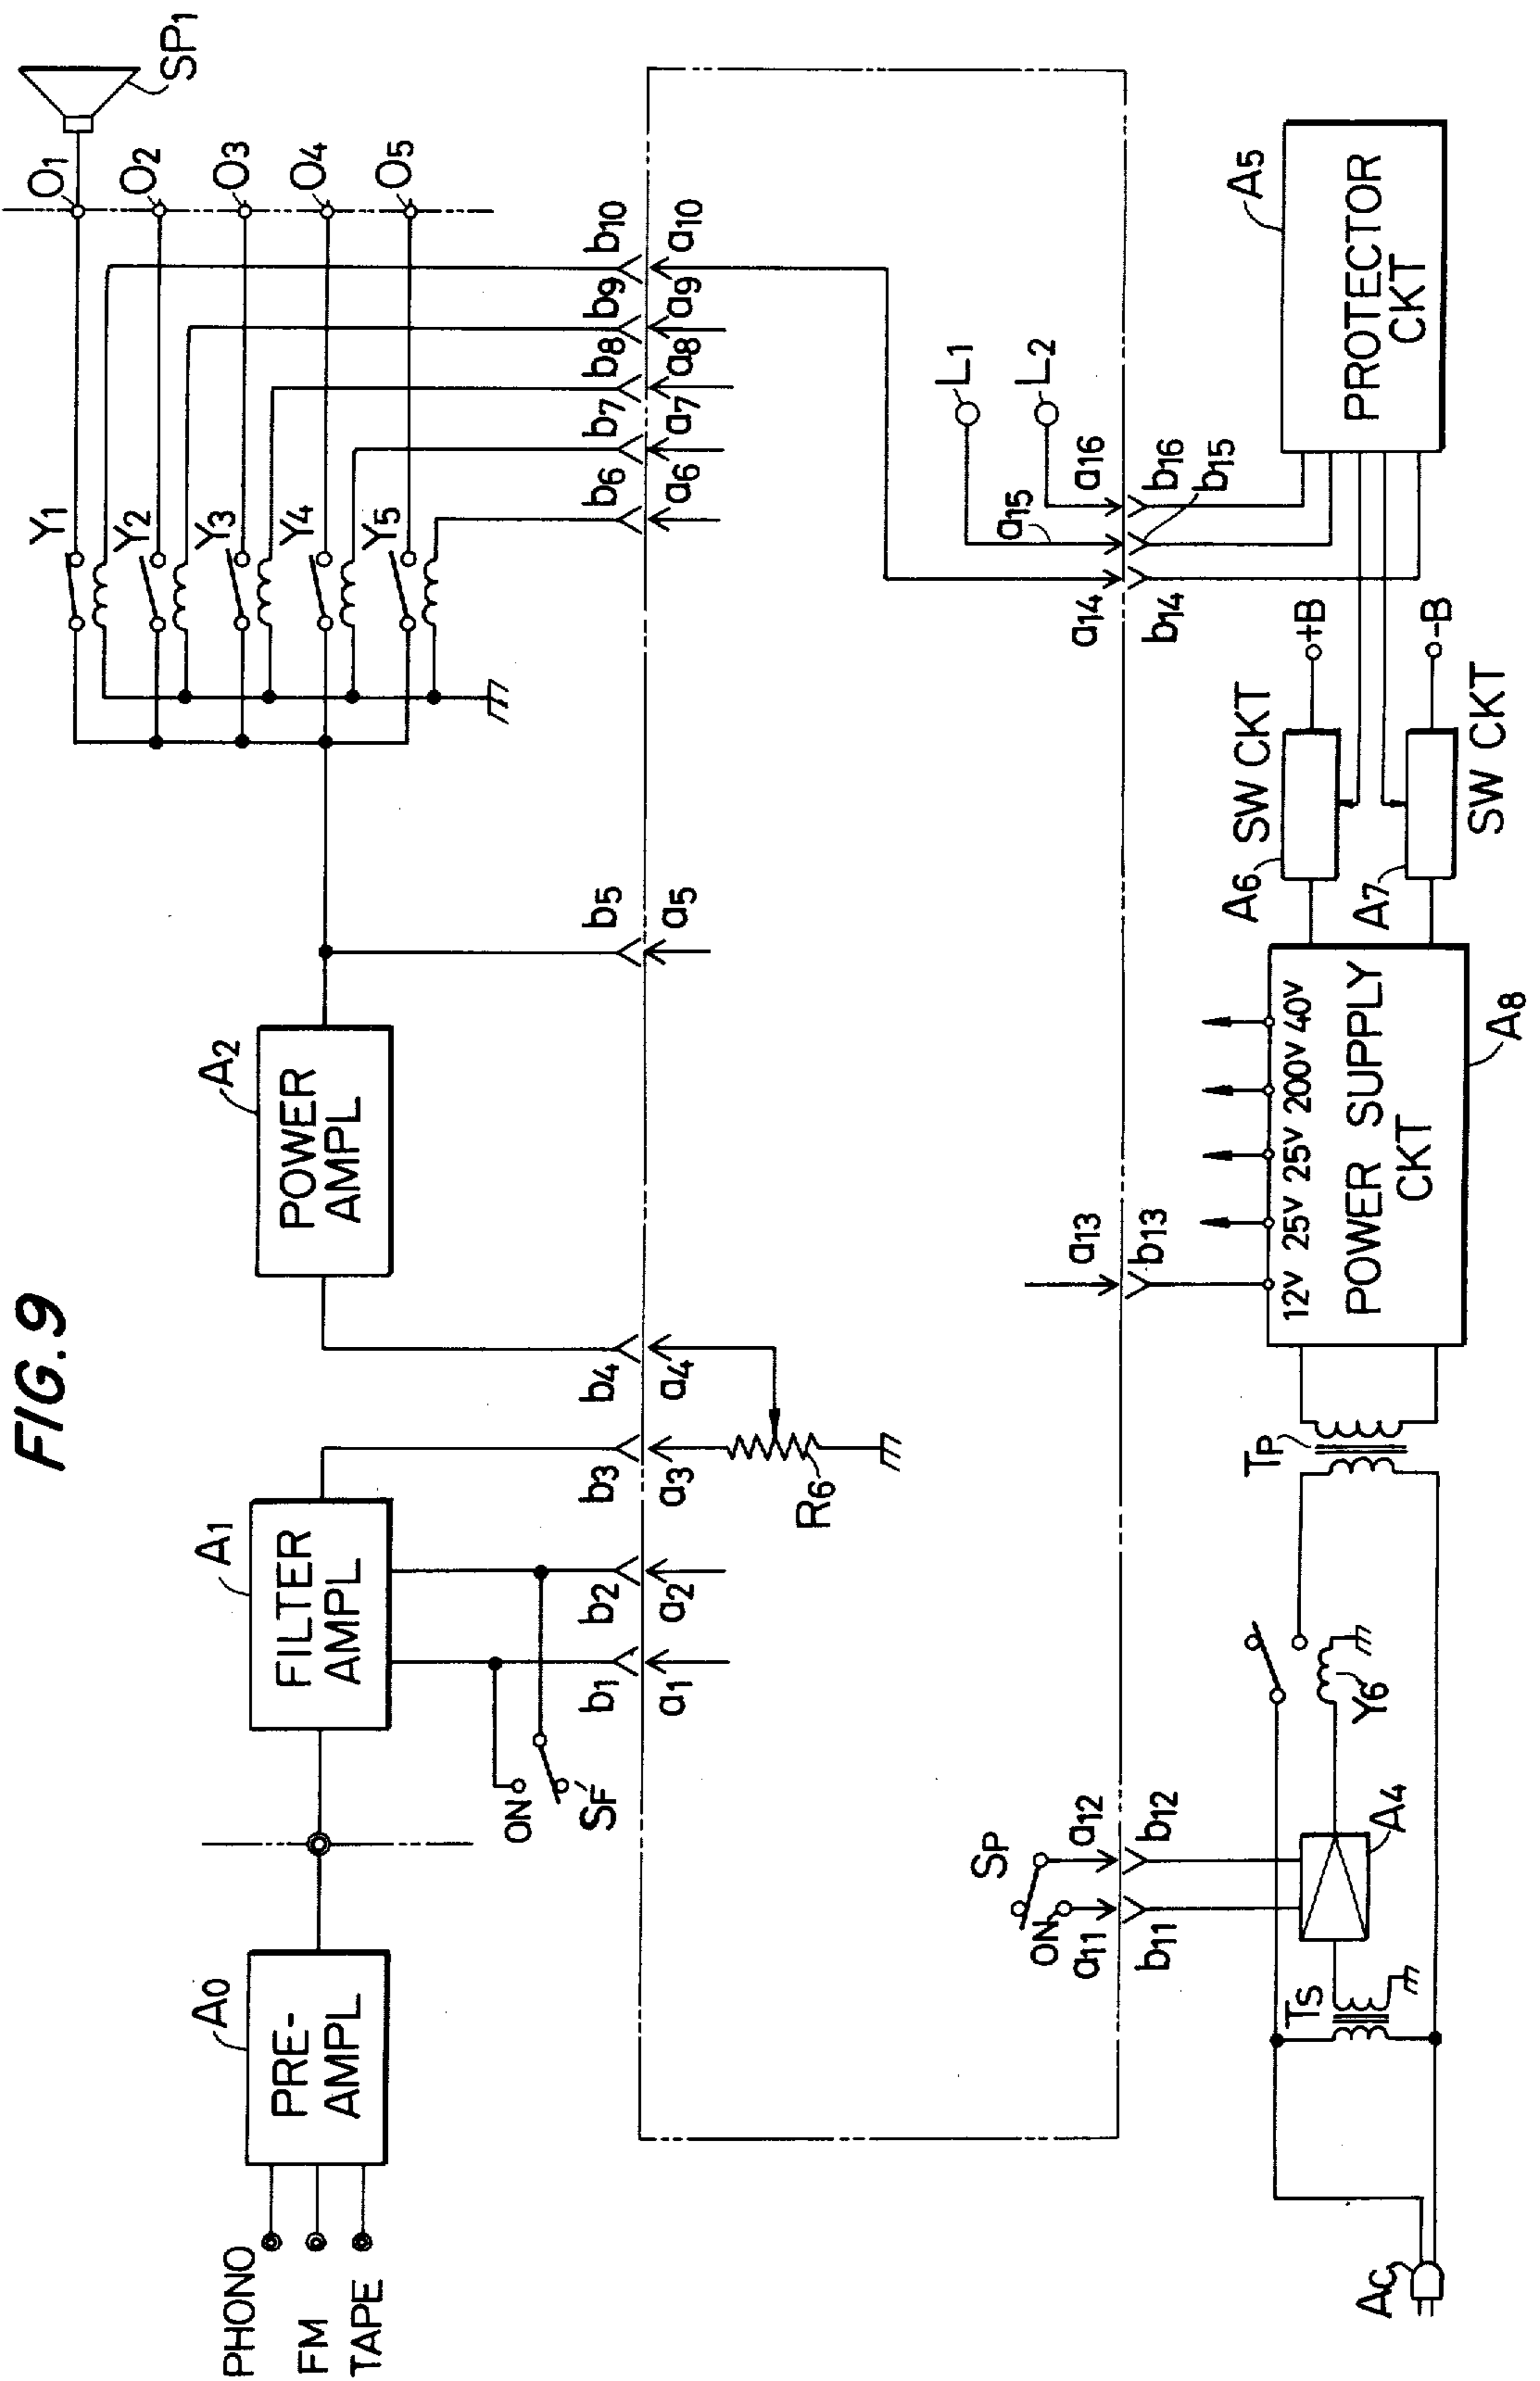 FIG. 9
PHONO
FM
TAPE
A0
PRE-
AMPL
A1
FILTER
AMPL
A2
POWER
AMPL
ON
SF
b1
b2
b3
b4
b5
b6
b7
b8
b9
b10
a1
a2
a3
a4
a5
a6
a7
a8
a9
a10
R6
Y1
Y2
Y3
Y4
Y5
O1
O2
O3
O4
O5
SP1
SP
ON
a11
a12
a13
a14
a15
a16
b11
b12
b13
b14
b15
b16
L1
L2
AC
TS
A4
Y6
TP
12V 25V 25V 200V 40V
POWER SUPPLY
CKT
A8
A6
SW CKT
+B
A7
SW CKT
-B
A5
PROTECTOR
CKT